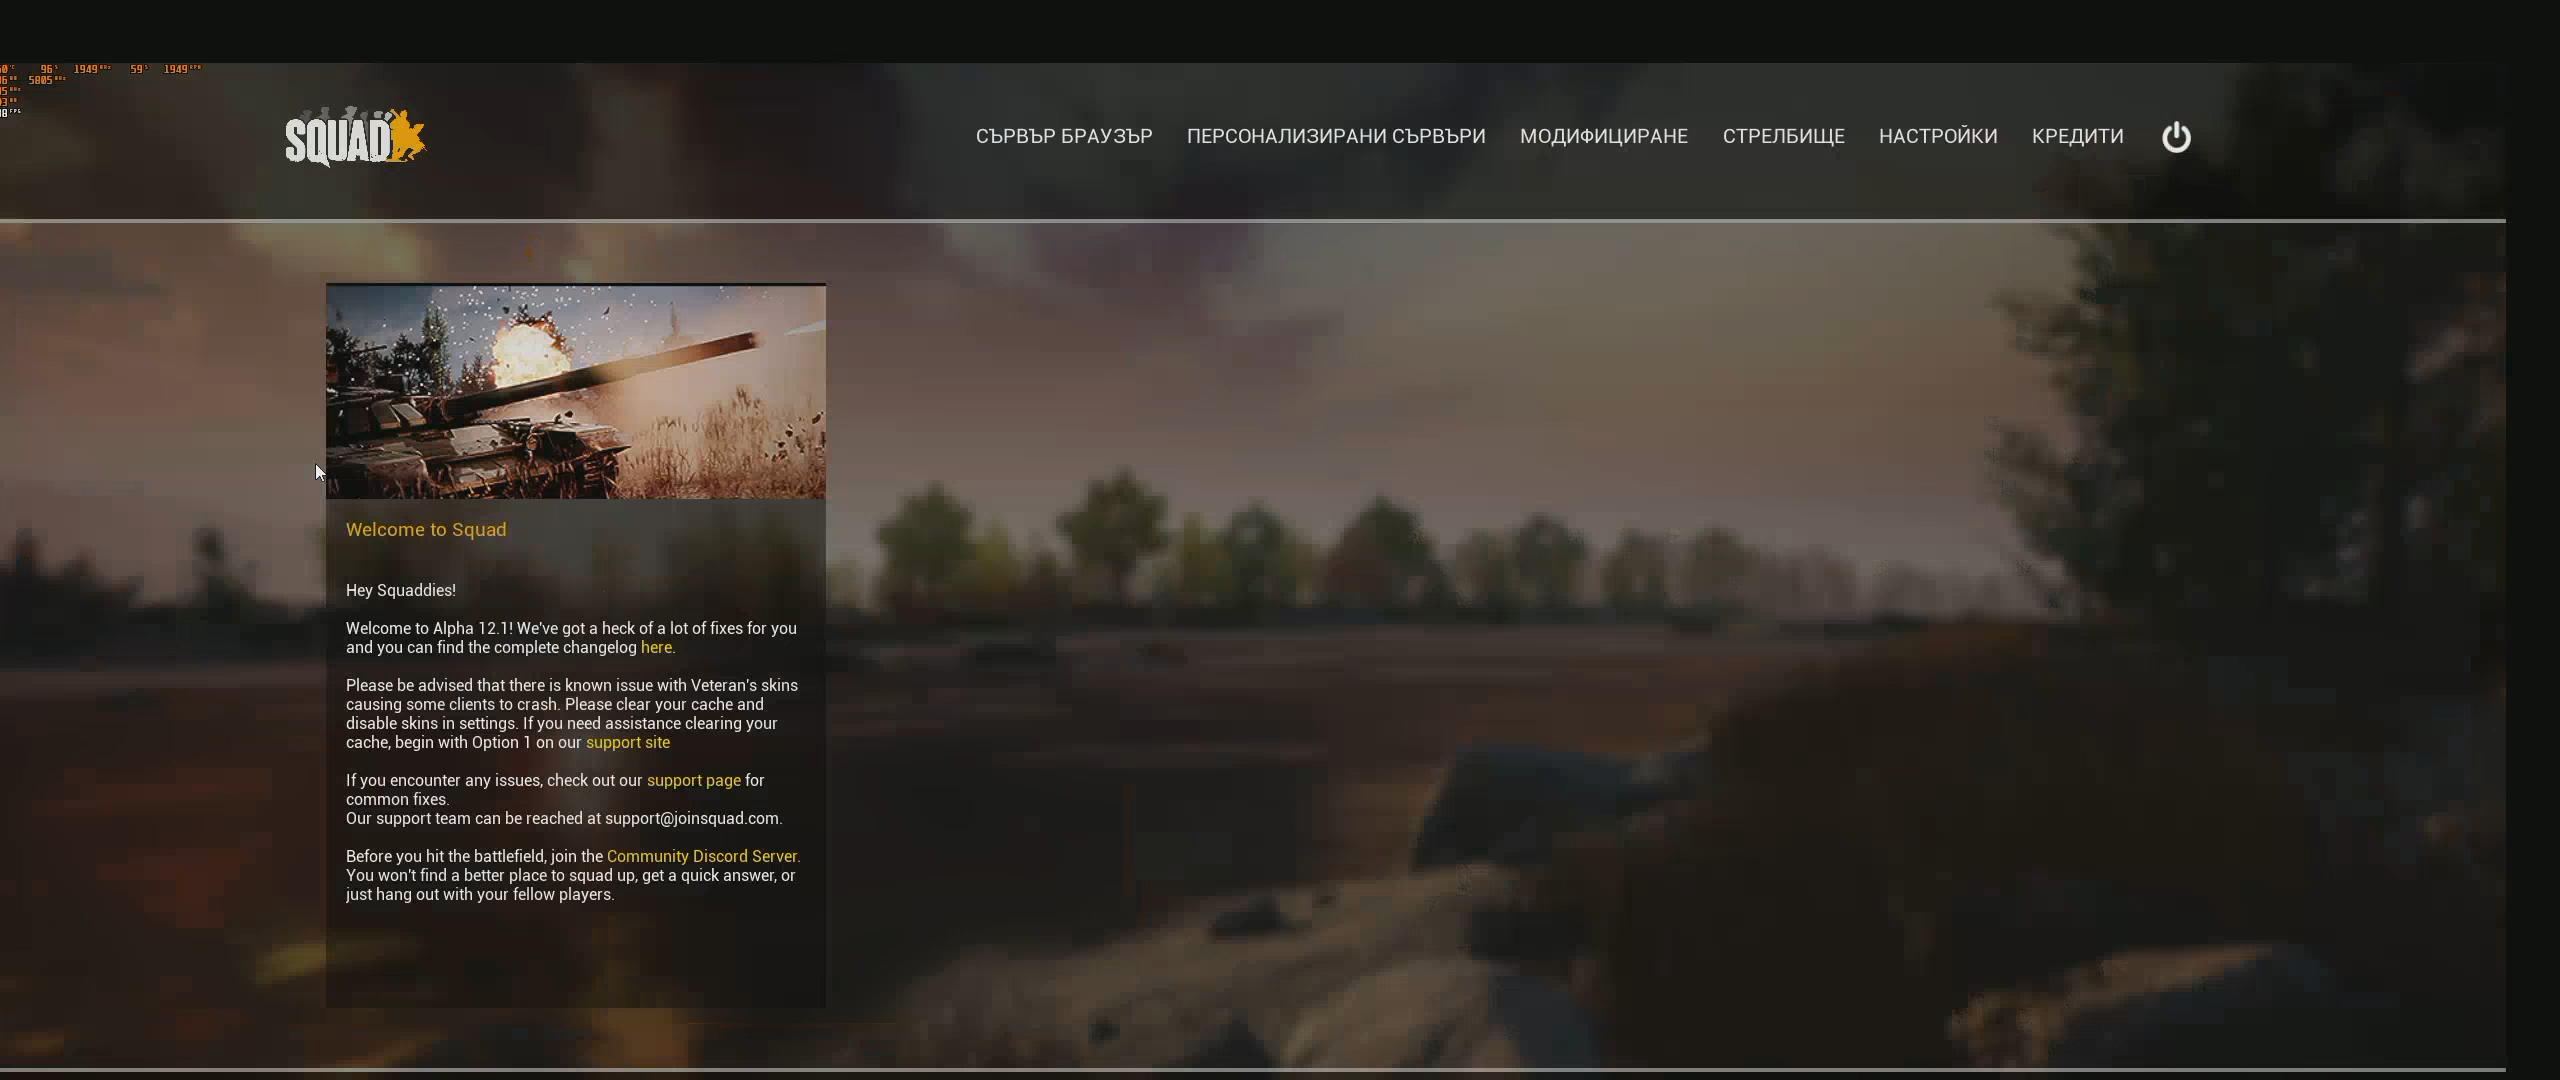 96 1949 59 1949
5805
SQUAD
СЪРВЪР БРАУЗЪР ПЕРСОНАЛИЗИРАНИ СЪРВЪРИ МОДИФИЦИРАНЕ СТРЕЛБИЩЕ НАСТРОЙКИ КРЕДИТИ
Welcome to Squad
Hey Squaddies!
Welcome to Alpha 12.1! We've got a heck of a lot of fixes for you
and you can find the complete changelog here.
Please be advised that there is known issue with Veteran's skins
causing some clients to crash. Please clear your cache and
disable skins in settings. If you need assistance clearing your
cache, begin with Option 1 on our support site
If you encounter any issues, check out our support page for
common fixes.
Our support team can be reached at support@joinsquad.com.
Before you hit the battlefield, join the Community Discord Server.
You won't find a better place to squad up, get a quick answer, or
just hang out with your fellow players.